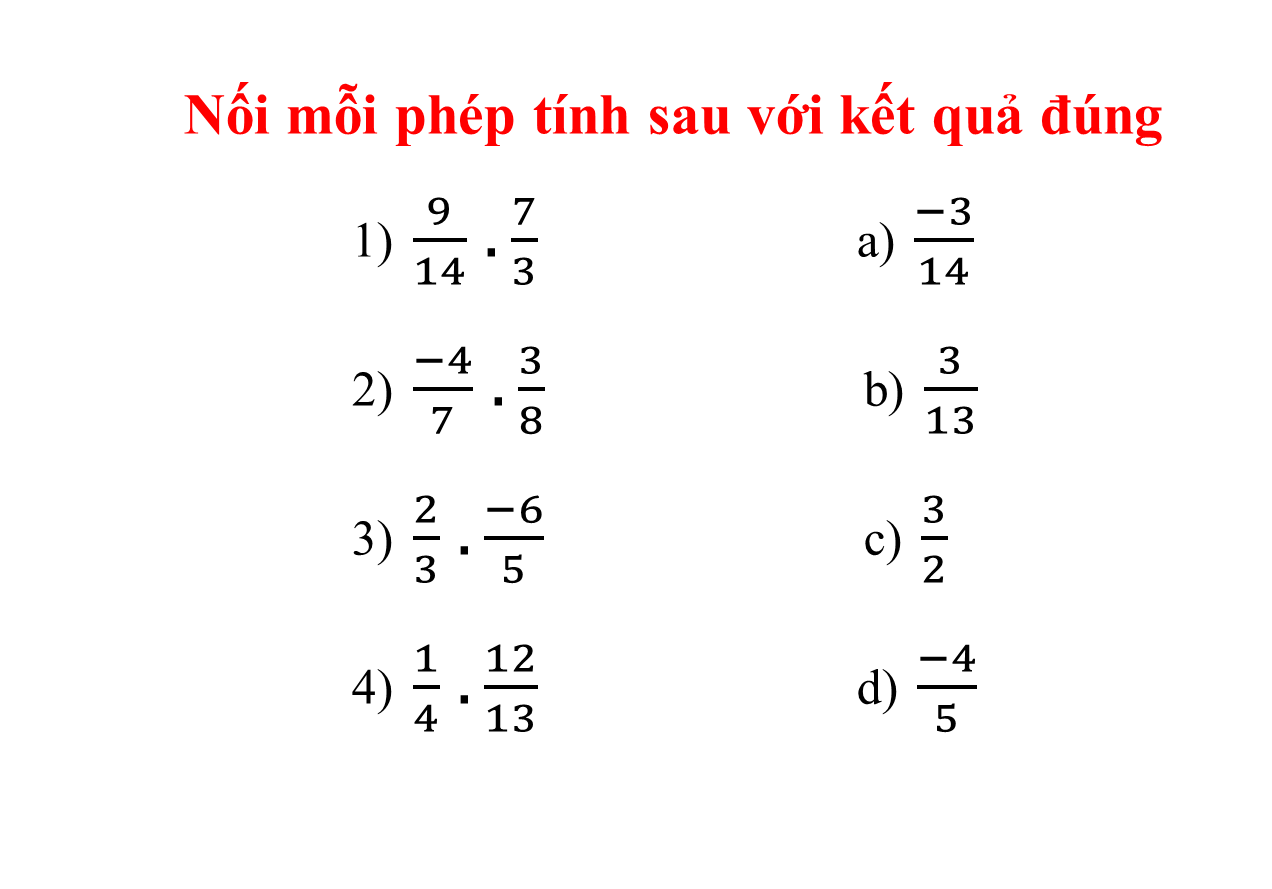 Nối mỗi phép tính sau với kết quả đúng
1) 9/14 . 7/3
a) −3/14
2) −4/7 . 3/8
b) 3/13
3) 2/3 . −6/5
c) 3/2
4) 1/4 . 12/13
d) −4/5